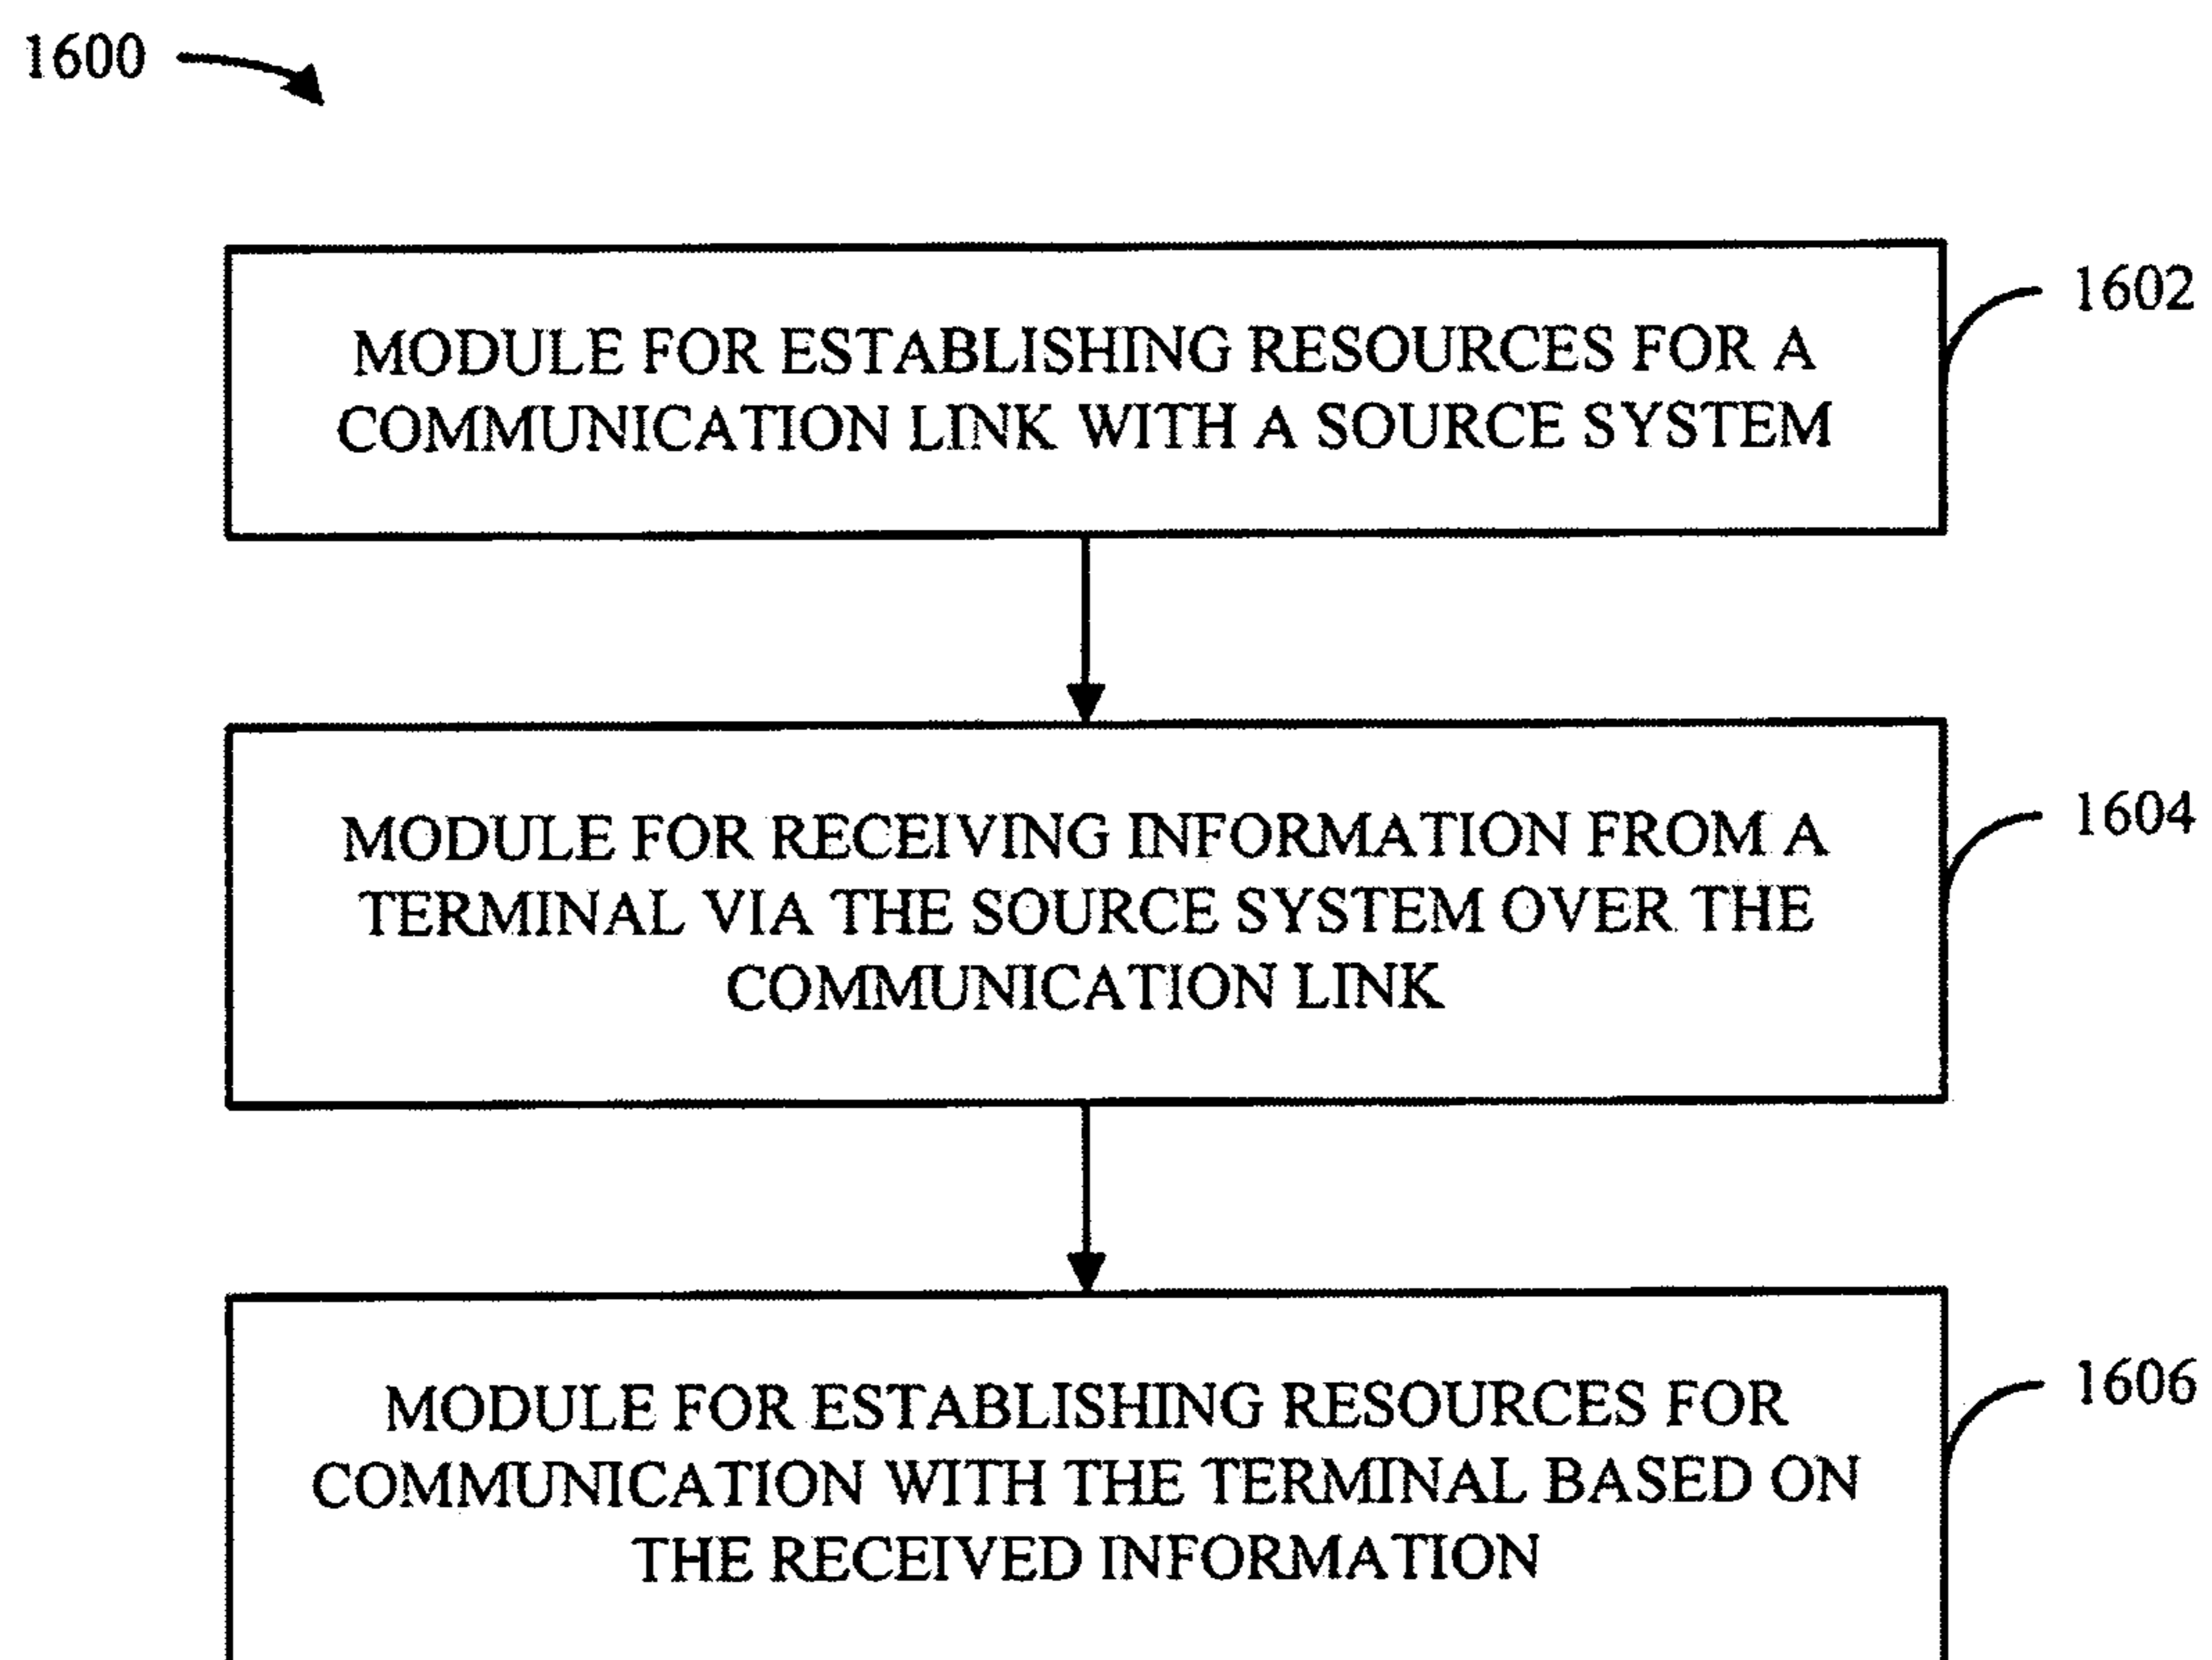 1600
MODULE FOR ESTABLISHING RESOURCES FOR A
COMMUNICATION LINK WITH A SOURCE SYSTEM
1602
MODULE FOR RECEIVING INFORMATION FROM A
TERMINAL VIA THE SOURCE SYSTEM OVER THE
COMMUNICATION LINK
1604
MODULE FOR ESTABLISHING RESOURCES FOR
COMMUNICATION WITH THE TERMINAL BASED ON
THE RECEIVED INFORMATION
1606